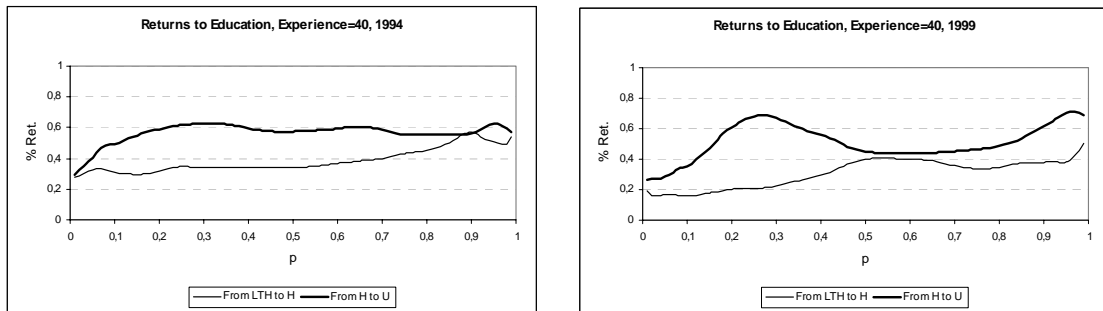 Returns to Education, Experience=40, 1994
% Ret.
1
0,8
0,6
0,4
0,2
0
0 0,1 0,2 0,3 0,4 0,5 0,6 0,7 0,8 0,9 1
p
From LTH to H From H to U
Returns to Education, Experience=40, 1999
% Ret.
1
0,8
0,6
0,4
0,2
0
0 0,1 0,2 0,3 0,4 0,5 0,6 0,7 0,8 0,9 1
p
From LTH to H From H to U